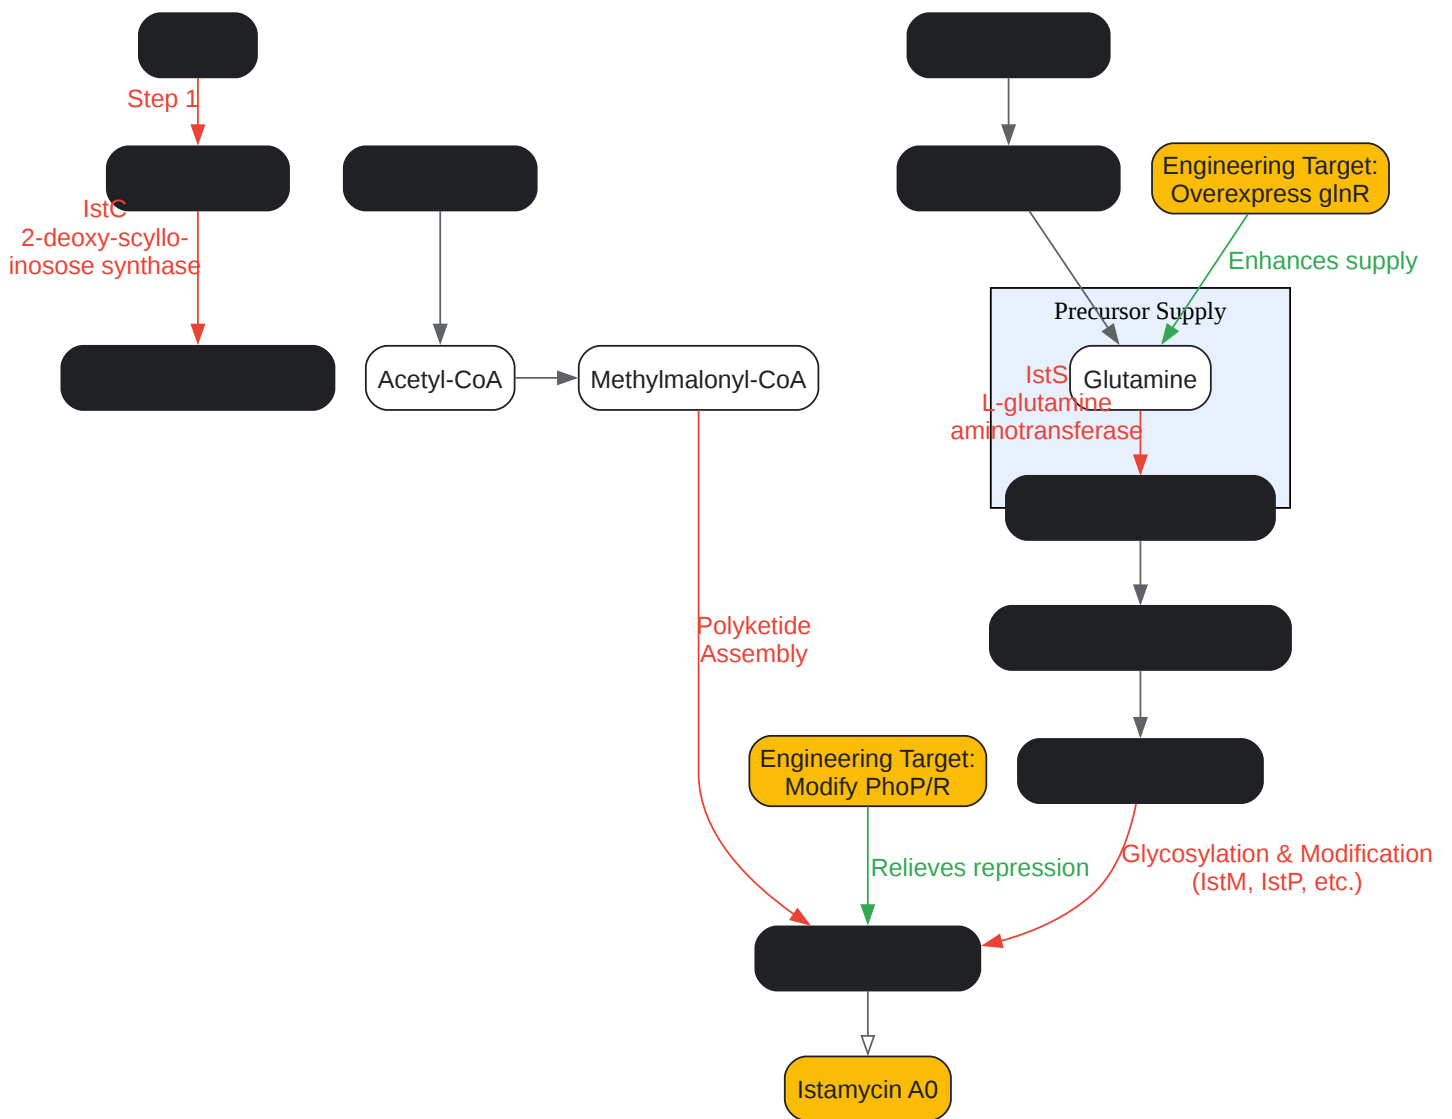 Step 1
IstC
2-deoxy-scyllo-
inosose synthase
Engineering Target:
Overexpress glnR
Enhances supply
Precursor Supply
Acetyl-CoA
Methylmalonyl-CoA
IstS
L-glutamine
aminotransferase
Glutamine
Polyketide
Assembly
Engineering Target:
Modify PhoP/R
Relieves repression
Glycosylation & Modification
(IstM, IstP, etc.)
Istamycin A0